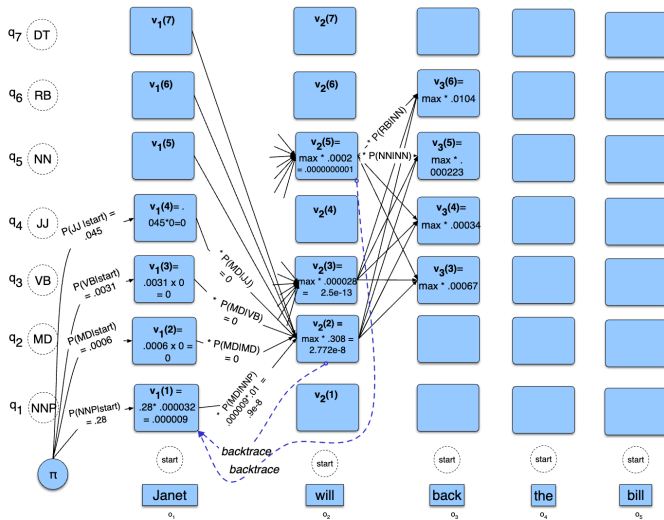 q7 DT
v1(7)
v2(7)
q6 RB
v1(6)
v2(6)
v3(6)=
max * .0104
* P(RB|NN)
q5 NN
v1(5)
v2(5)=
max * .0002
= .0000000001
* P(NN|NN)
v3(5)=
max * .
000223
q4 JJ
P(JJ |start) =
.045
v1(4)= .
045*0=0
v2(4)
v3(4)=
max * .00034
* P(MD|JJ)
= 0
q3 VB
P(VB|start)
= .0031
v1(3)=
.0031 x 0
= 0
* P(MD|VB)
= 0
v2(3)=
max * .000028
= 2.5e-13
v3(3)=
max * .00067
q2 MD
P(MD|start)
= .0006
v1(2)=
.0006 x 0 =
0
* P(MD|MD)
= 0
v2(2) =
max * .308 =
2.772e-8
q1 NNP
P(NNP|start)
= .28
v1(1) =
.28* .000032
= .000009
* P(MD|NNP)
.000009*.01 =
.9e-8
v2(1)
backtrace
backtrace
π
start
start
start
start
start
Janet
will
back
the
bill
o1
o2
o3
o4
o5